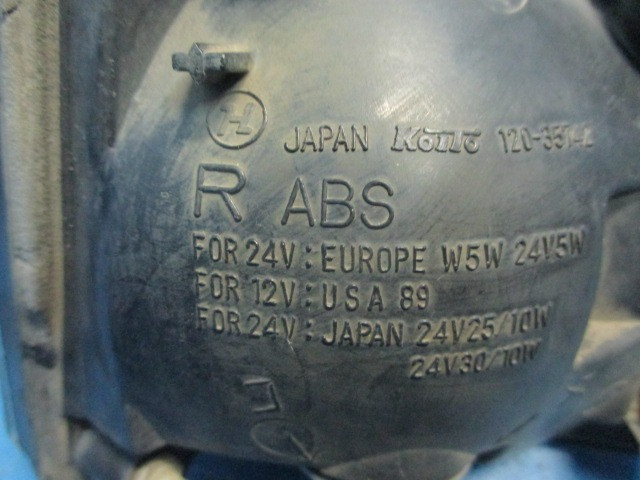 JAPAN Koito 120-351
R ABS
FOR 24V : EUROPE W5W 24V5W
FOR 12V : USA 89
FOR 24V : JAPAN 24V25/10W
24V30/10W